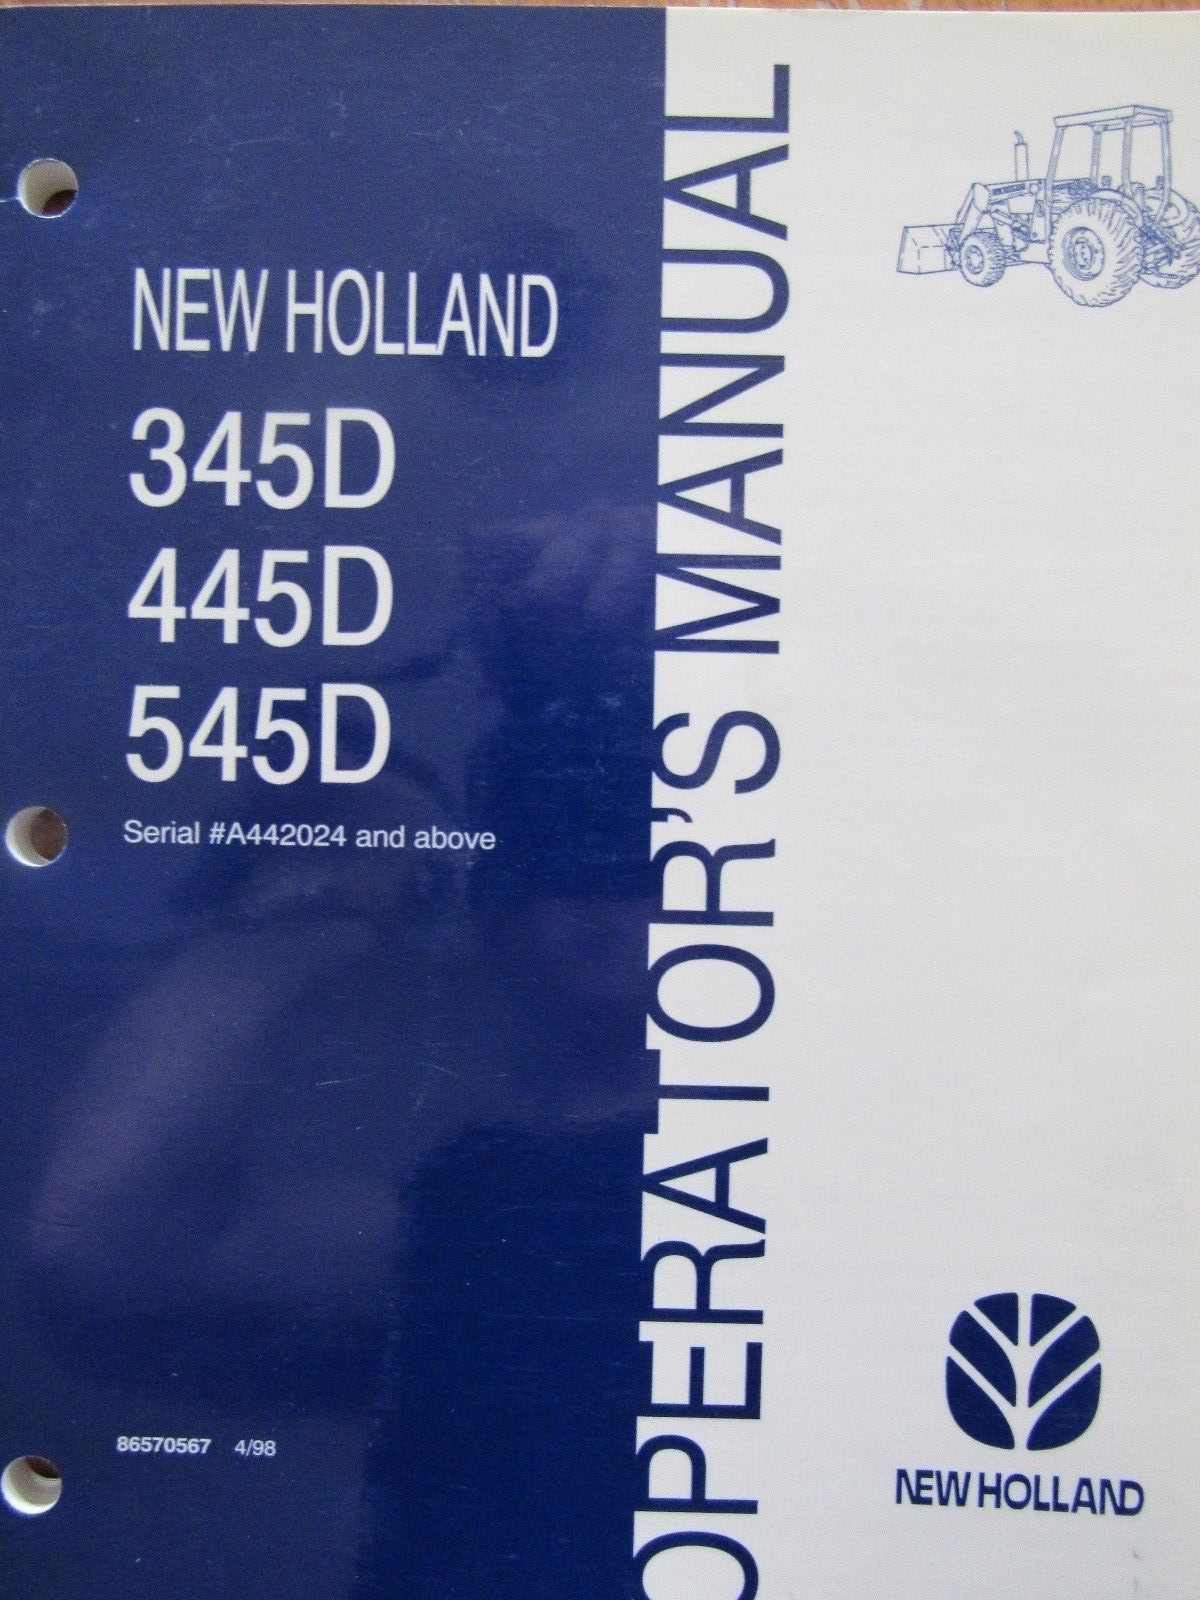 NEW HOLLAND
345D
445D
545D
Serial #A442024 and above
86570567 4/98
OPERATOR'S MANUAL
NEW HOLLAND